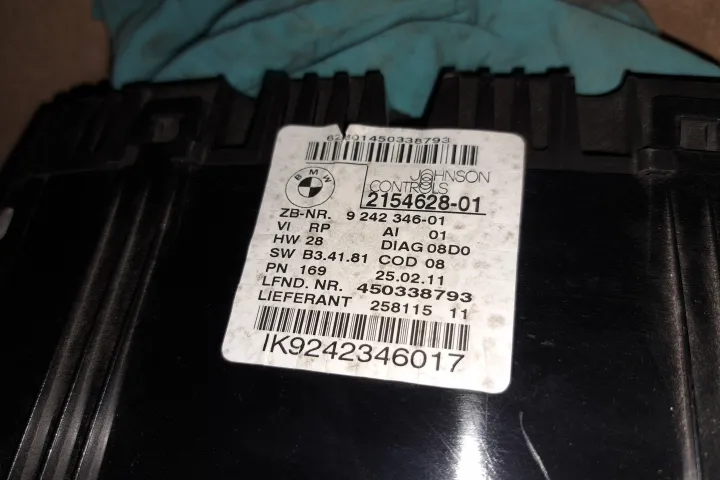 62301450338793
BMW
JOHNSON
CONTROLS
2154628-01
ZB-NR. 9 242 346-01
VI RP AI 01
HW 28 DIAG 08D0
SW B3.41.81 COD 08
PN 169 25.02.11
LFND. NR. 450338793
LIEFERANT 258115 11
IK9242346017